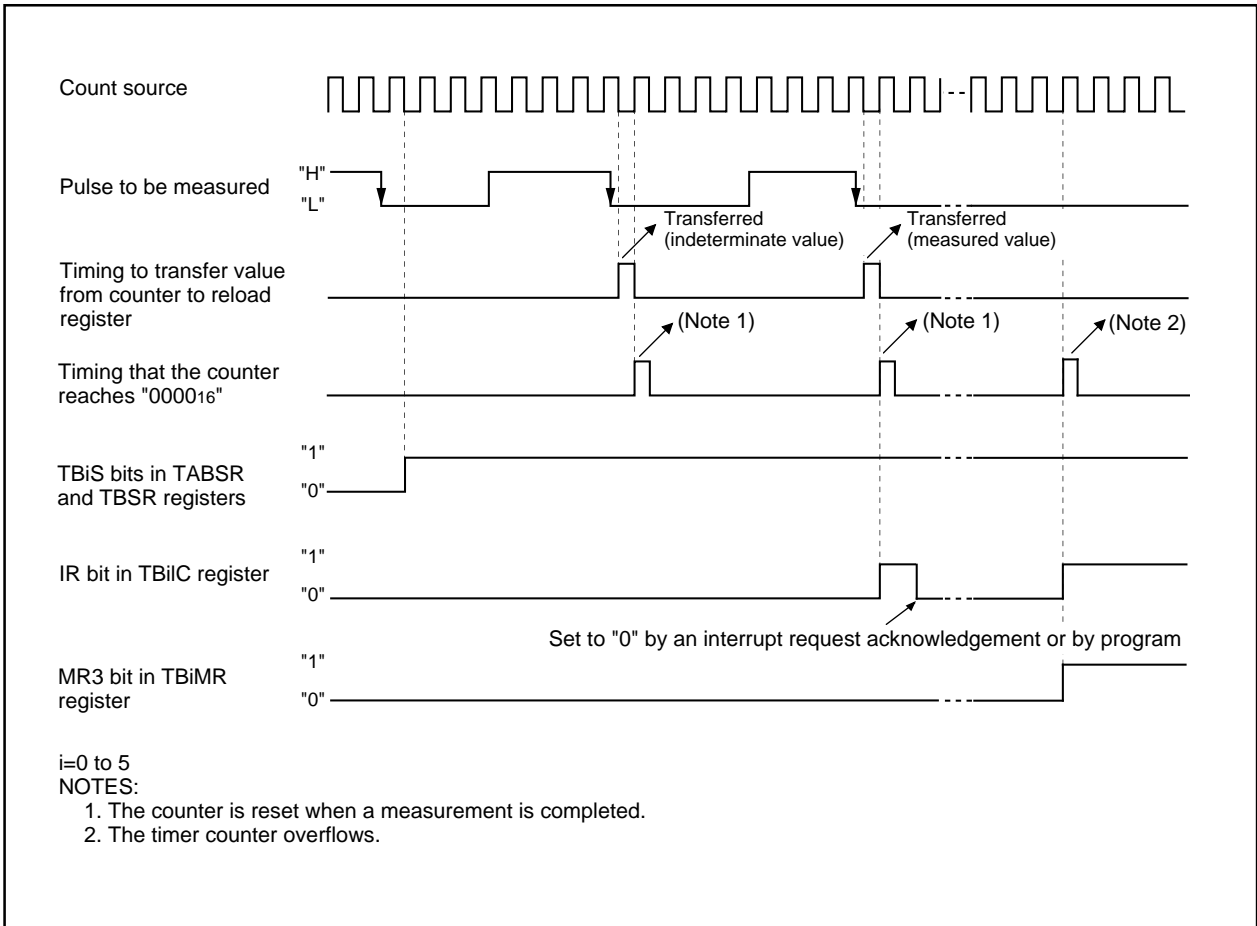 Count source
Pulse to be measured
"H"
"L"
Transferred
(indeterminate value)
Transferred
(measured value)
Timing to transfer value
from counter to reload
register
(Note 1)
(Note 1)
(Note 2)
Timing that the counter
reaches "000016"
"1"
TBiS bits in TABSR
and TBSR registers
"0"
"1"
IR bit in TBiIC register
"0"
Set to "0" by an interrupt request acknowledgement or by program
"1"
MR3 bit in TBiMR
register
"0"
i=0 to 5
NOTES:
1. The counter is reset when a measurement is completed.
2. The timer counter overflows.